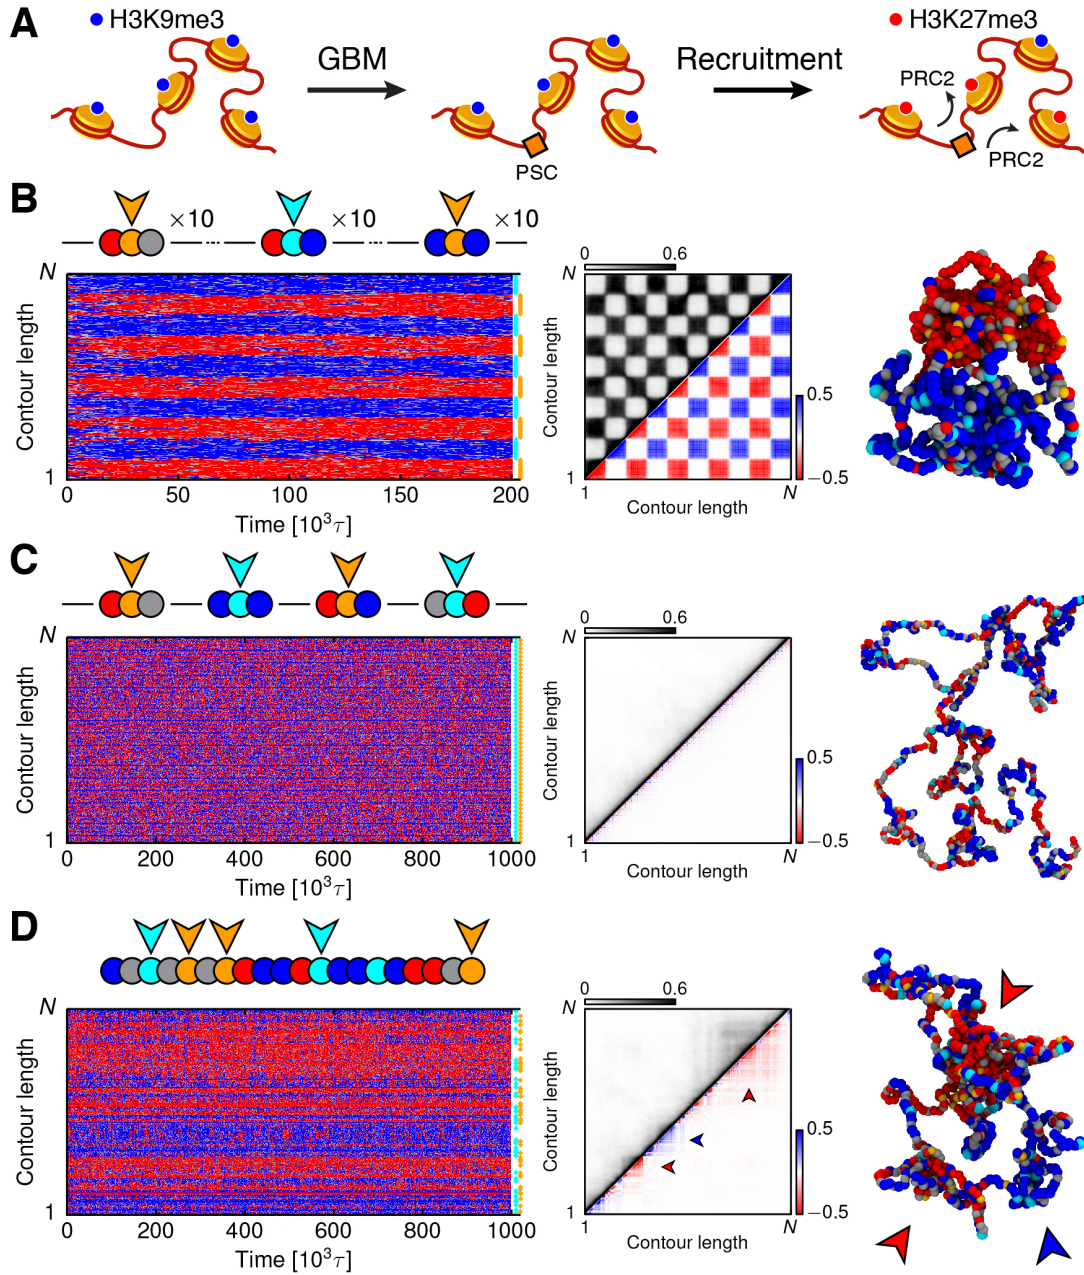 A
H3K9me3
GBM
Recruitment
H3K27me3
PSC
PRC2
PRC2
B
×10
×10
×10
N
Contour length
1
0 50 100 150 200
Time [10³τ]
0 0.6
Contour length
0.5
−0.5
1 N
Contour length
C
N
Contour length
1
0 200 400 600 800 1000
Time [10³τ]
0 0.6
Contour length
0.5
−0.5
1 N
Contour length
D
N
Contour length
1
0 200 400 600 800 1000
Time [10³τ]
0 0.6
Contour length
0.5
−0.5
1 N
Contour length